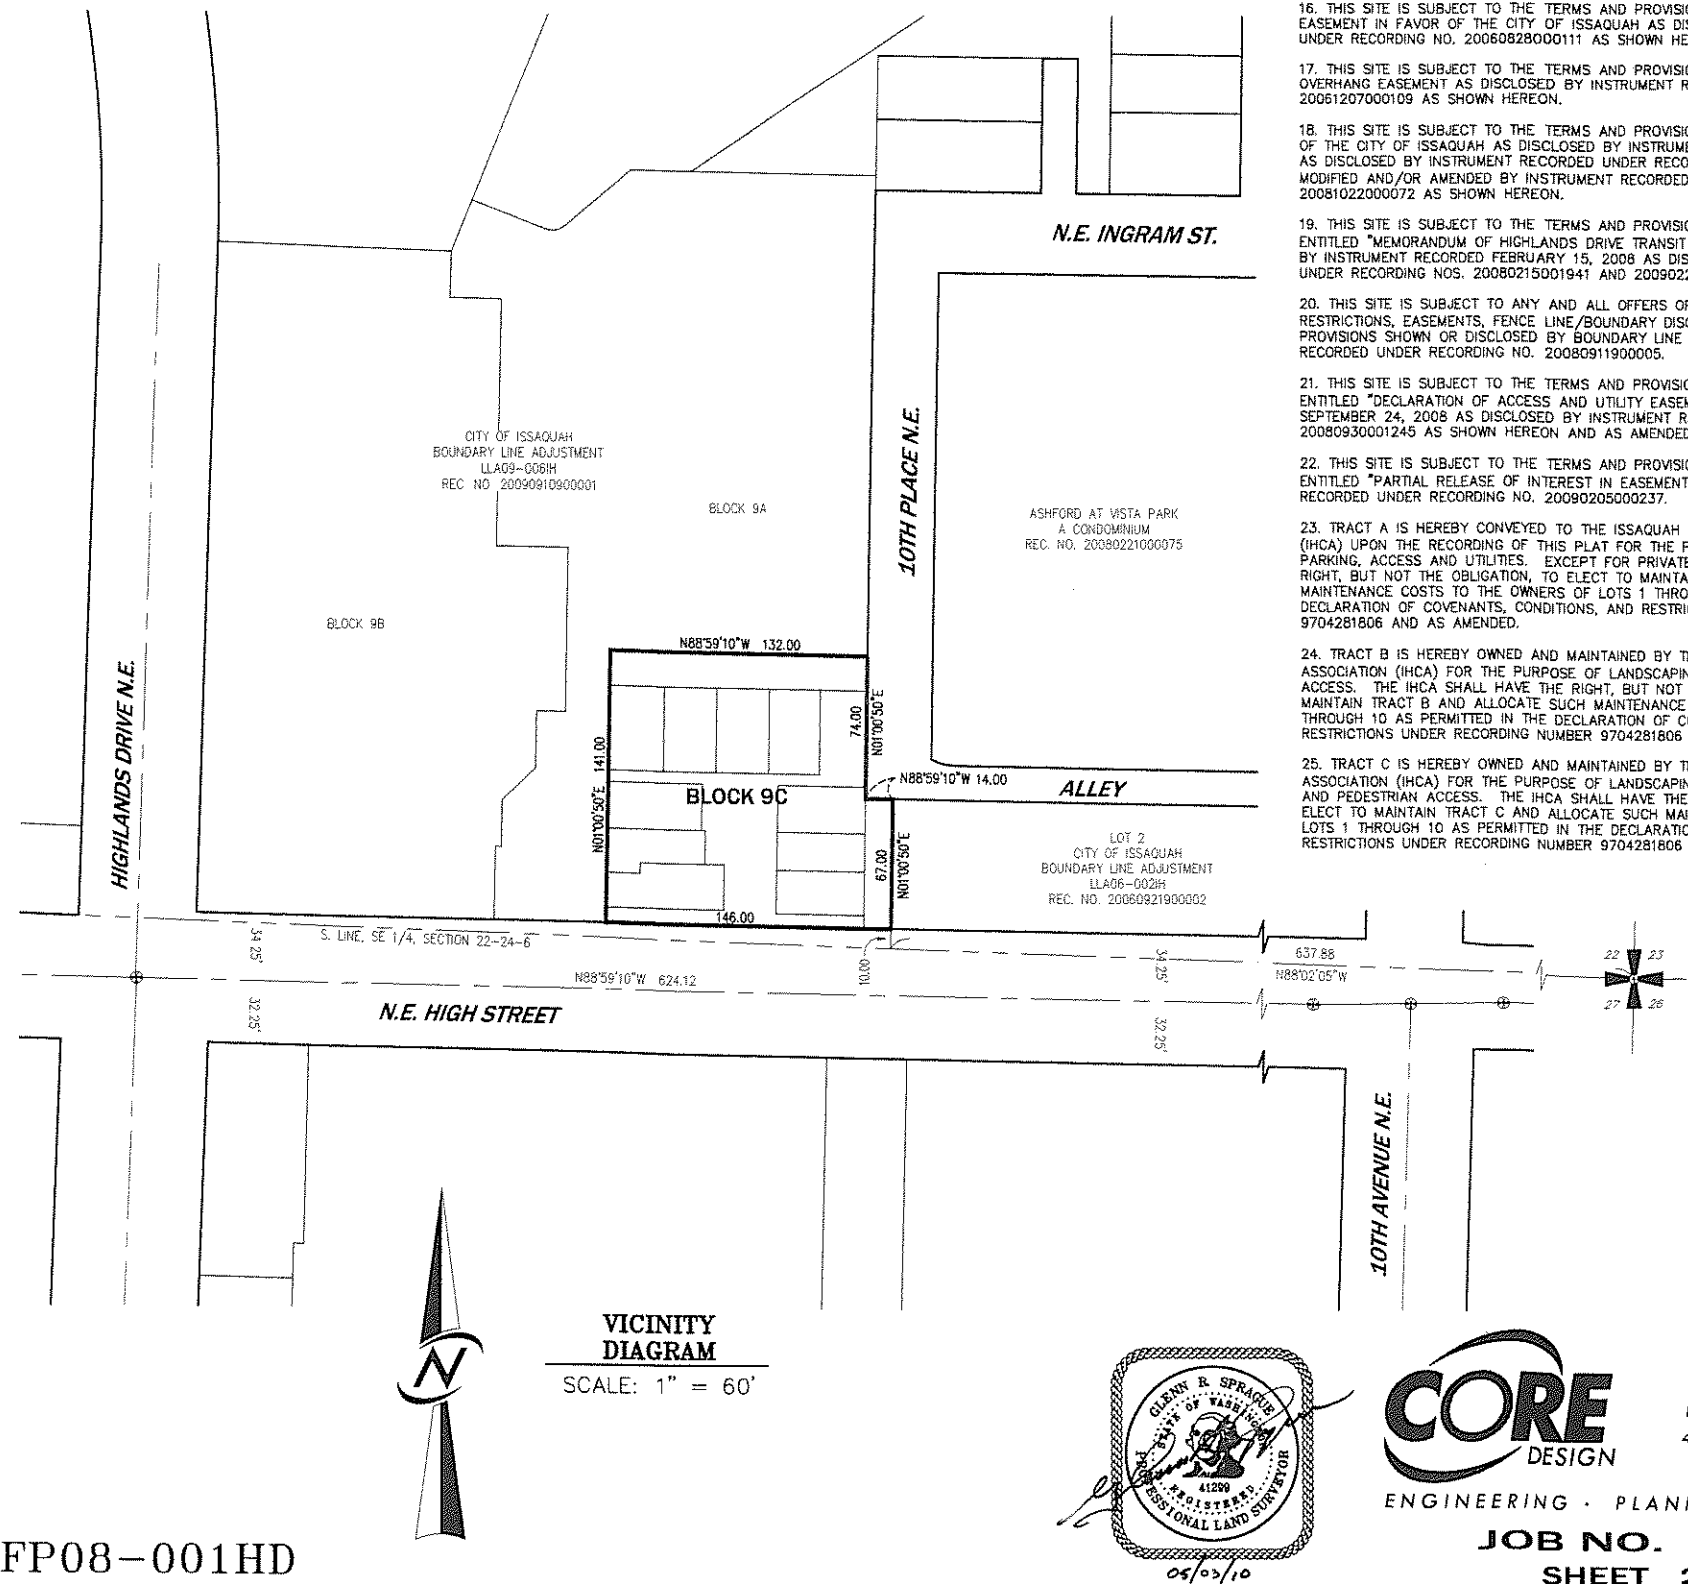 16. THIS SITE IS SUBJECT TO THE TERMS AND
EASEMENT IN FAVOR OF THE CITY OF ISSAQUAH AS
UNDER RECORDING NO. 20060828000111 AS SHOWN
17. THIS SITE IS SUBJECT TO THE TERMS AND
OVERHANG EASEMENT AS DISCLOSED BY INSTRUMENT
20061207000109 AS SHOWN HEREON.
18. THIS SITE IS SUBJECT TO THE TERMS AND
OF THE CITY OF ISSAQUAH AS DISCLOSED BY
AS DISCLOSED BY INSTRUMENT RECORDED UNDER
MODIFIED AND/OR AMENDED BY INSTRUMENT RECORDED
20081022000072 AS SHOWN HEREON.
19. THIS SITE IS SUBJECT TO THE TERMS AND
ENTITLED "MEMORANDUM OF HIGHLANDS DRIVE TRANSIT
BY INSTRUMENT RECORDED FEBRUARY 15, 2008 AS
UNDER RECORDING NOS. 20080215001941 AND
20. THIS SITE IS SUBJECT TO ANY AND ALL OFFERS
RESTRICTIONS, EASEMENTS, FENCE LINE/BOUNDARY
PROVISIONS SHOWN OR DISCLOSED BY BOUNDARY LINE
RECORDED UNDER RECORDING NO. 20080911900005.
21. THIS SITE IS SUBJECT TO THE TERMS AND
ENTITLED "DECLARATION OF ACCESS AND UTILITY
SEPTEMBER 24, 2008 AS DISCLOSED BY INSTRUMENT
20080930001245 AS SHOWN HEREON AND AS AMENDED
22. THIS SITE IS SUBJECT TO THE TERMS AND
ENTITLED "PARTIAL RELEASE OF INTEREST IN EASEMENT
RECORDED UNDER RECORDING NO. 20090205000237.
23. TRACT A IS HEREBY CONVEYED TO THE ISSAQUAH
(IHCA) UPON THE RECORDING OF THIS PLAT FOR THE
PARKING, ACCESS AND UTILITIES. EXCEPT FOR PRIVATE
RIGHT, BUT NOT THE OBLIGATION, TO ELECT TO
MAINTENANCE COSTS TO THE OWNERS OF LOTS 1
DECLARATION OF COVENANTS, CONDITIONS, AND
9704281806 AND AS AMENDED.
24. TRACT B IS HEREBY OWNED AND MAINTAINED BY
ASSOCIATION (IHCA) FOR THE PURPOSE OF
ACCESS. THE IHCA SHALL HAVE THE RIGHT, BUT NOT
MAINTAIN TRACT B AND ALLOCATE SUCH MAINTENANCE
THROUGH 10 AS PERMITTED IN THE DECLARATION OF
RESTRICTIONS UNDER RECORDING NUMBER 9704281806
25. TRACT C IS HEREBY OWNED AND MAINTAINED BY
ASSOCIATION (IHCA) FOR THE PURPOSE OF
AND PEDESTRIAN ACCESS. THE IHCA SHALL HAVE THE
ELECT TO MAINTAIN TRACT C AND ALLOCATE SUCH
LOTS 1 THROUGH 10 AS PERMITTED IN THE
RESTRICTIONS UNDER RECORDING NUMBER 9704281806
N.E. INGRAM ST.
10TH PLACE N.E.
CITY OF ISSAQUAH
BOUNDARY LINE ADJUSTMENT
LLA09-006IH
REC NO 20090910900001
BLOCK 9A
ASHFORD AT VISTA PARK
A CONDOMINIUM
REC. NO. 20080221000075
BLOCK 9B
HIGHLANDS DRIVE N.E.
N88°59'10"W 132.00
74.00
N01°00'50"E
141.00
N01°00'50"E
N88°59'10"W 14.00
ALLEY
BLOCK 9C
67.00
N01°00'50"E
146.00
LOT 2
CITY OF ISSAQUAH
BOUNDARY LINE ADJUSTMENT
LLA06-002IH
REC. NO. 20060921900002
34.25'
S. LINE, SE 1/4, SECTION 22-24-6
10.00'
34.25'
637.88
N88°02'05"W
22 23
27 26
N88°59'10"W 624.12
32.25'
32.25'
N.E. HIGH STREET
10TH AVENUE N.E.
N
VICINITY
DIAGRAM
SCALE: 1" = 60'
GLENN R. SPRAGUE
STATE OF WASHINGTON
41299
REGISTERED
PROFESSIONAL LAND SURVEYOR
05/03/10
CORE
DESIGN
ENGINEERING ·
JOB NO.
SHEET
FP08-001HD